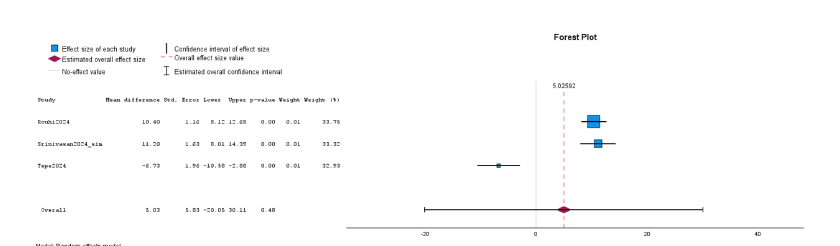 Forest Plot
Effect size of each study
Confidence interval of effect size
Estimated overall effect size
Overall effect size value
No-effect value
Estimated overall confidence interval
5.02592
Study Mean difference Std. Error Lower Upper p-value Weight Weight (%)
Rouhi2024 10.40 1.16 8.12 12.68 0.00 0.01 33.75
Srinivasan2024_sim 11.20 1.63 8.01 14.39 0.00 0.01 33.32
Tepe2024 -6.73 1.96 -10.58 -2.88 0.00 0.01 32.93
Overall 5.03 5.83 -20.05 30.11 0.48
-20 0 20 40
Model: Random-effects model